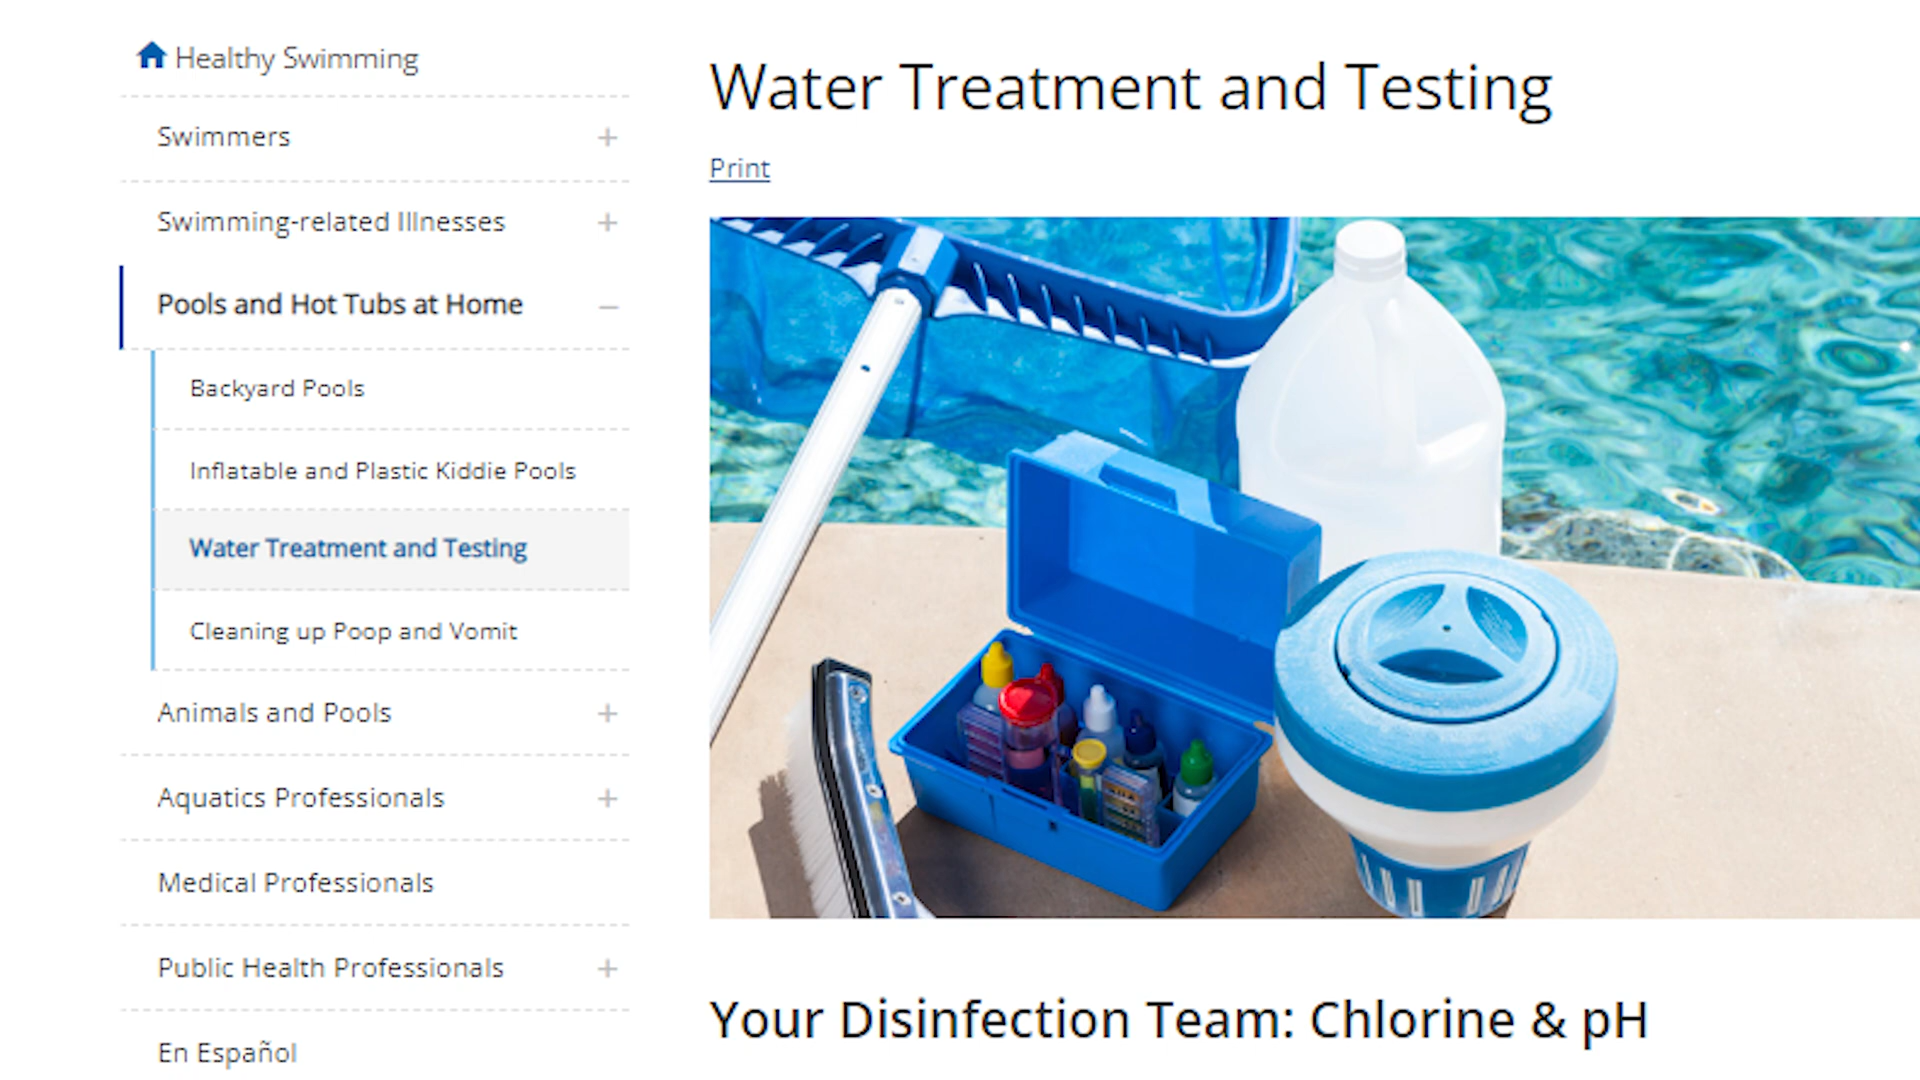 Healthy Swimming
Swimmers
Swimming-related Illnesses
Pools and Hot Tubs at Home
Backyard Pools
Inflatable and Plastic Kiddie Pools
Water Treatment and Testing
Cleaning up Poop and Vomit
Animals and Pools
Aquatics Professionals
Medical Professionals
Public Health Professionals
En Español
Water Treatment and Testing
Print
Your Disinfection Team: Chlorine & pH